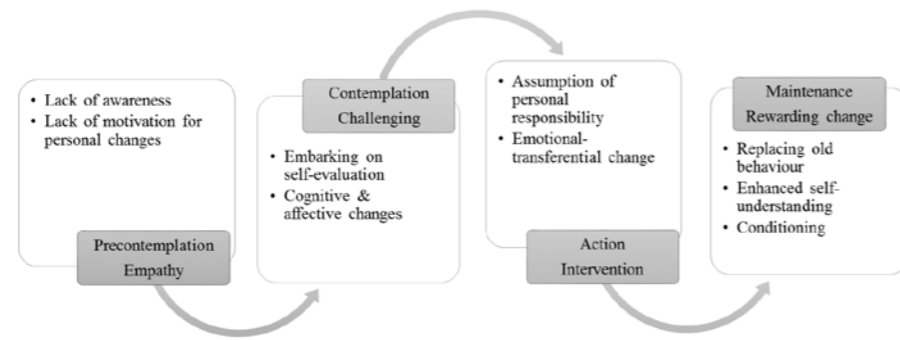 • Lack of awareness
• Lack of motivation for
personal changes
Precontemplation
Empathy
Contemplation
Challenging
• Embarking on
self-evaluation
• Cognitive &
affective changes
• Assumption of
personal
responsibility
• Emotional-
transferential change
Action
Intervention
Maintenance
Rewarding change
• Replacing old
behaviour
• Enhanced self-
understanding
• Conditioning